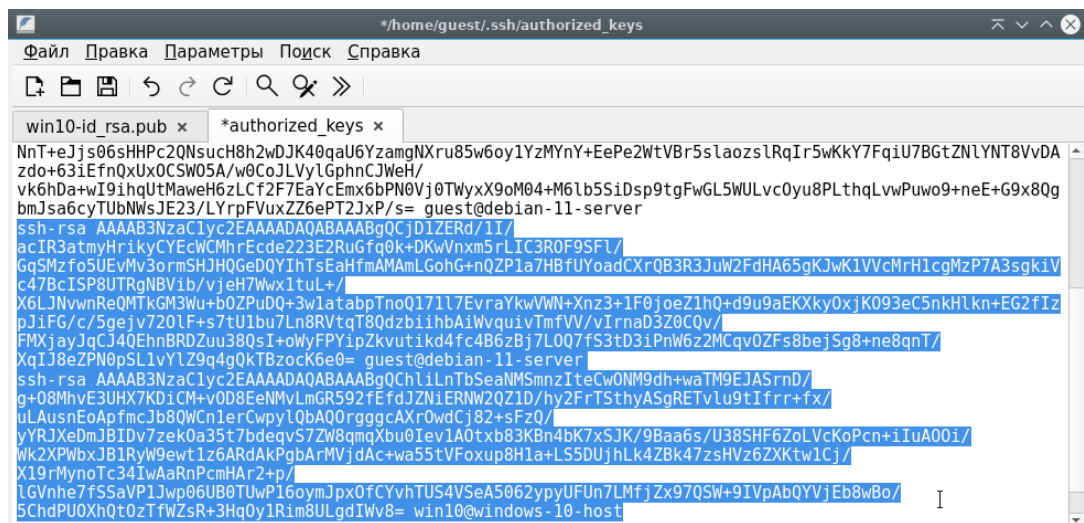 */home/guest/.ssh/authorized_keys
Файл Правка Параметры Поиск Справка
win10-id_rsa.pub × *authorized_keys ×
NnT+eJjs06sHHPc2QNsucH8h2wDJK40qaU6YzamgNXru85w6oy1YzMYnY+EePe2WtVBr5slaozslRqIr5wKkY7FqiU7BGtZNlYNT8VvDA
zdo+63iEfnQxUxOCSWO5A/w0CoJLVylGphnCJWeH/
vk6hDa+wI9ihqUtMaweH6zLCf2F7EaYcEmx6bPN0Vj0TWyxX9oM04+M6lb5SiDsp9tgFwGL5WULvcOyu8PLthqLvwPuwo9+neE+G9x8Qg
bmJsa6cyTUbNWsJE23/LYrpFVuxZZ6ePT2JxP/s= guest@debian-11-server
ssh-rsa AAAAB3NzaC1yc2EAAAADAQABAAABgQCjD1ZERd/1I/
acIR3atmyHrikyCYEcWCMhrEcde223E2RuGfq0k+DKwVnxm5rLIC3ROF9SFl/
GqSMzfo5UEvMv3ormSHJHQGeDQYIhTsEaHfmAMAmLGohG+nQZP1a7HBfUYoadCXrQB3R3JuW2FdHA65gKJwK1VVcMrH1cgMzP7A3sgkiV
c47BcISP8UTRgNBVib/vjeH7Wwx1tuL+/
X6LJNvwnReQMTkGM3Wu+bOZPuDQ+3w1atabpTnoQ171l7EvraYkwVWN+Xnz3+1F0joeZ1hQ+d9u9aEKXkyOxjKO93eC5nkHlkn+EG2fIz
pJiFG/c/5gejv72OlF+s7tU1bu7Ln8RVtqT8QdzbiihbAiWvquivTmfVV/vIrnaD3Z0CQv/
FMXjayJqCJ4QEhnBRDZuu38QsI+oWyFPYipZkvutikd4fc4B6zBj7LOQ7fS3tD3iPnW6z2MCqvOZFs8bejSg8+ne8qnT/
XqIJ8eZPN0pSL1vYlZ9q4gQkTBzocK6e0= guest@debian-11-server
ssh-rsa AAAAB3NzaC1yc2EAAAADAQABAAABgQChliLnTbSeaNMSmnzIteCwONM9dh+waTM9EJASrnD/
g+O8MhvE3UHX7KDiCM+vOD8EeNMvLmGR592fEfdJZNiERNW2QZ1D/hy2FrTSthyASgRETvlu9tIfrr+fx/
uLAusnEoApfmcJb8QWCn1erCwpylQbAQOrgggcAXrOwdCj82+sFzQ/
yYRJXeDmJBIDv7zekOa35t7bdeqvS7ZW8qmqXbu0Iev1AOtxb83KBn4bK7xSJK/9Baa6s/U38SHF6ZoLVcKoPcn+iIuAOOi/
Wk2XPWbxJB1RyW9ewt1z6ARdAkPgbArMVjdAc+wa55tVFoxup8H1a+LS5DUjhLk4ZBk47zsHVz6ZXKtw1Cj/
X19rMynoTc34IwAaRnPcmHAr2+p/
lGVnhe7fSSaVP1Jwp06UB0TUwP16oymJpxOfCYvhTUS4VSeA5062ypyUFUn7LMfjZx97QSW+9IVpAbQYVjEb8wBo/
5ChdPUOXhQtOzTfWZsR+3HqOy1Rim8ULgdIWv8= win10@windows-10-host